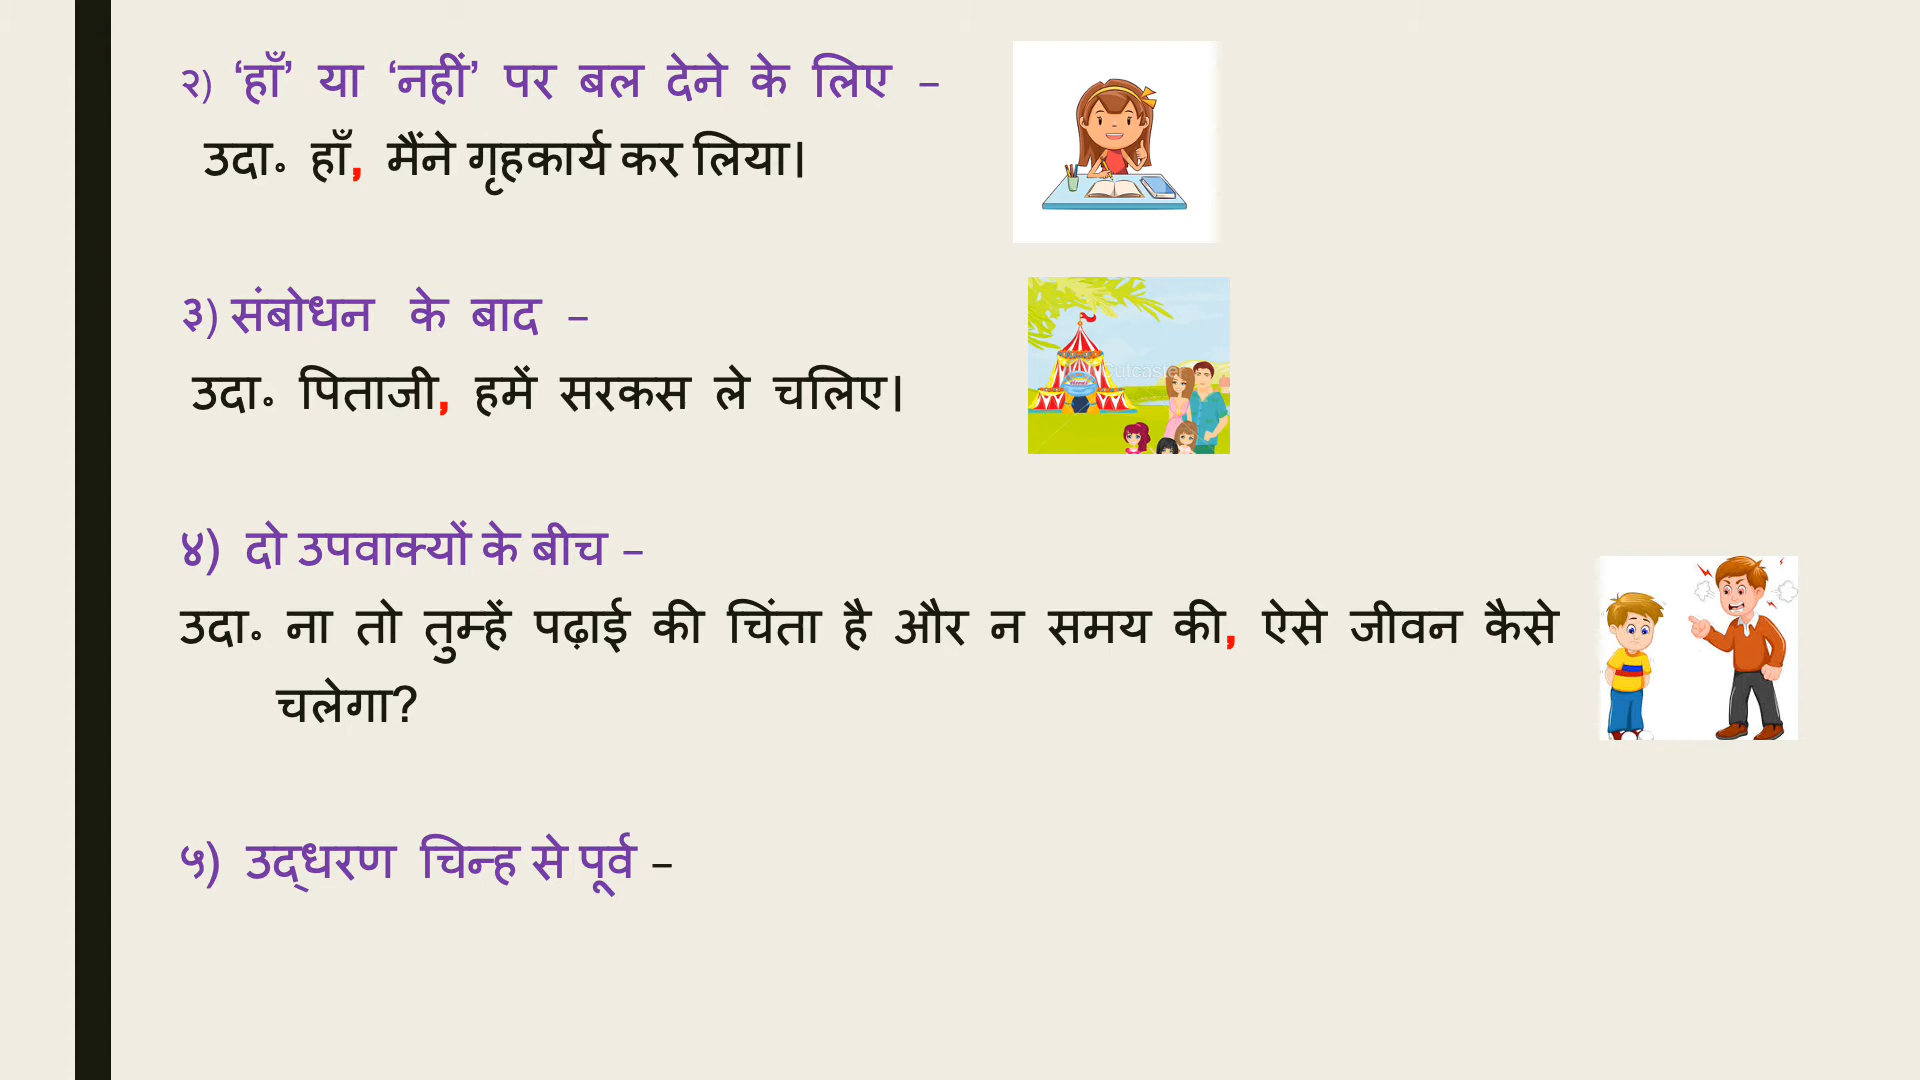 २) ‘हाँ’ या ‘नहीं’ पर बल देने के लिए –
उदा॰ हाँ, मैंने गृहकार्य कर लिया।
३) संबोधन के बाद –
उदा॰ पिताजी, हमें सरकस ले चलिए।
४) दो उपवाक्यों के बीच –
उदा॰ ना तो तुम्हें पढ़ाई की चिंता है और न समय की, ऐसे जीवन कैसे
चलेगा?
५) उद्‌धरण चिन्ह से पूर्व –